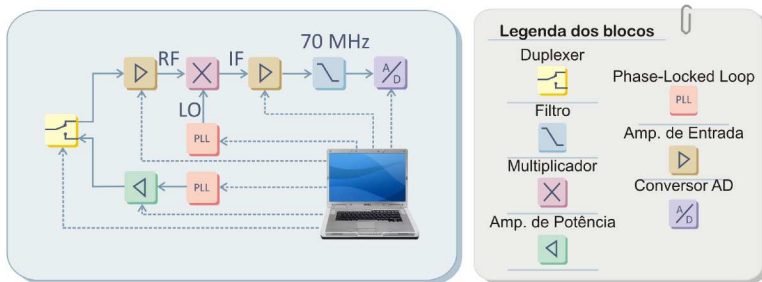 70 MHz
RF
IF
A/D
LO
PLL
PLL
Legenda dos blocos
Duplexer
Phase-Locked Loop
PLL
Filtro
Amp. de Entrada
Multiplicador
Conversor AD
A/D
Amp. de Potência